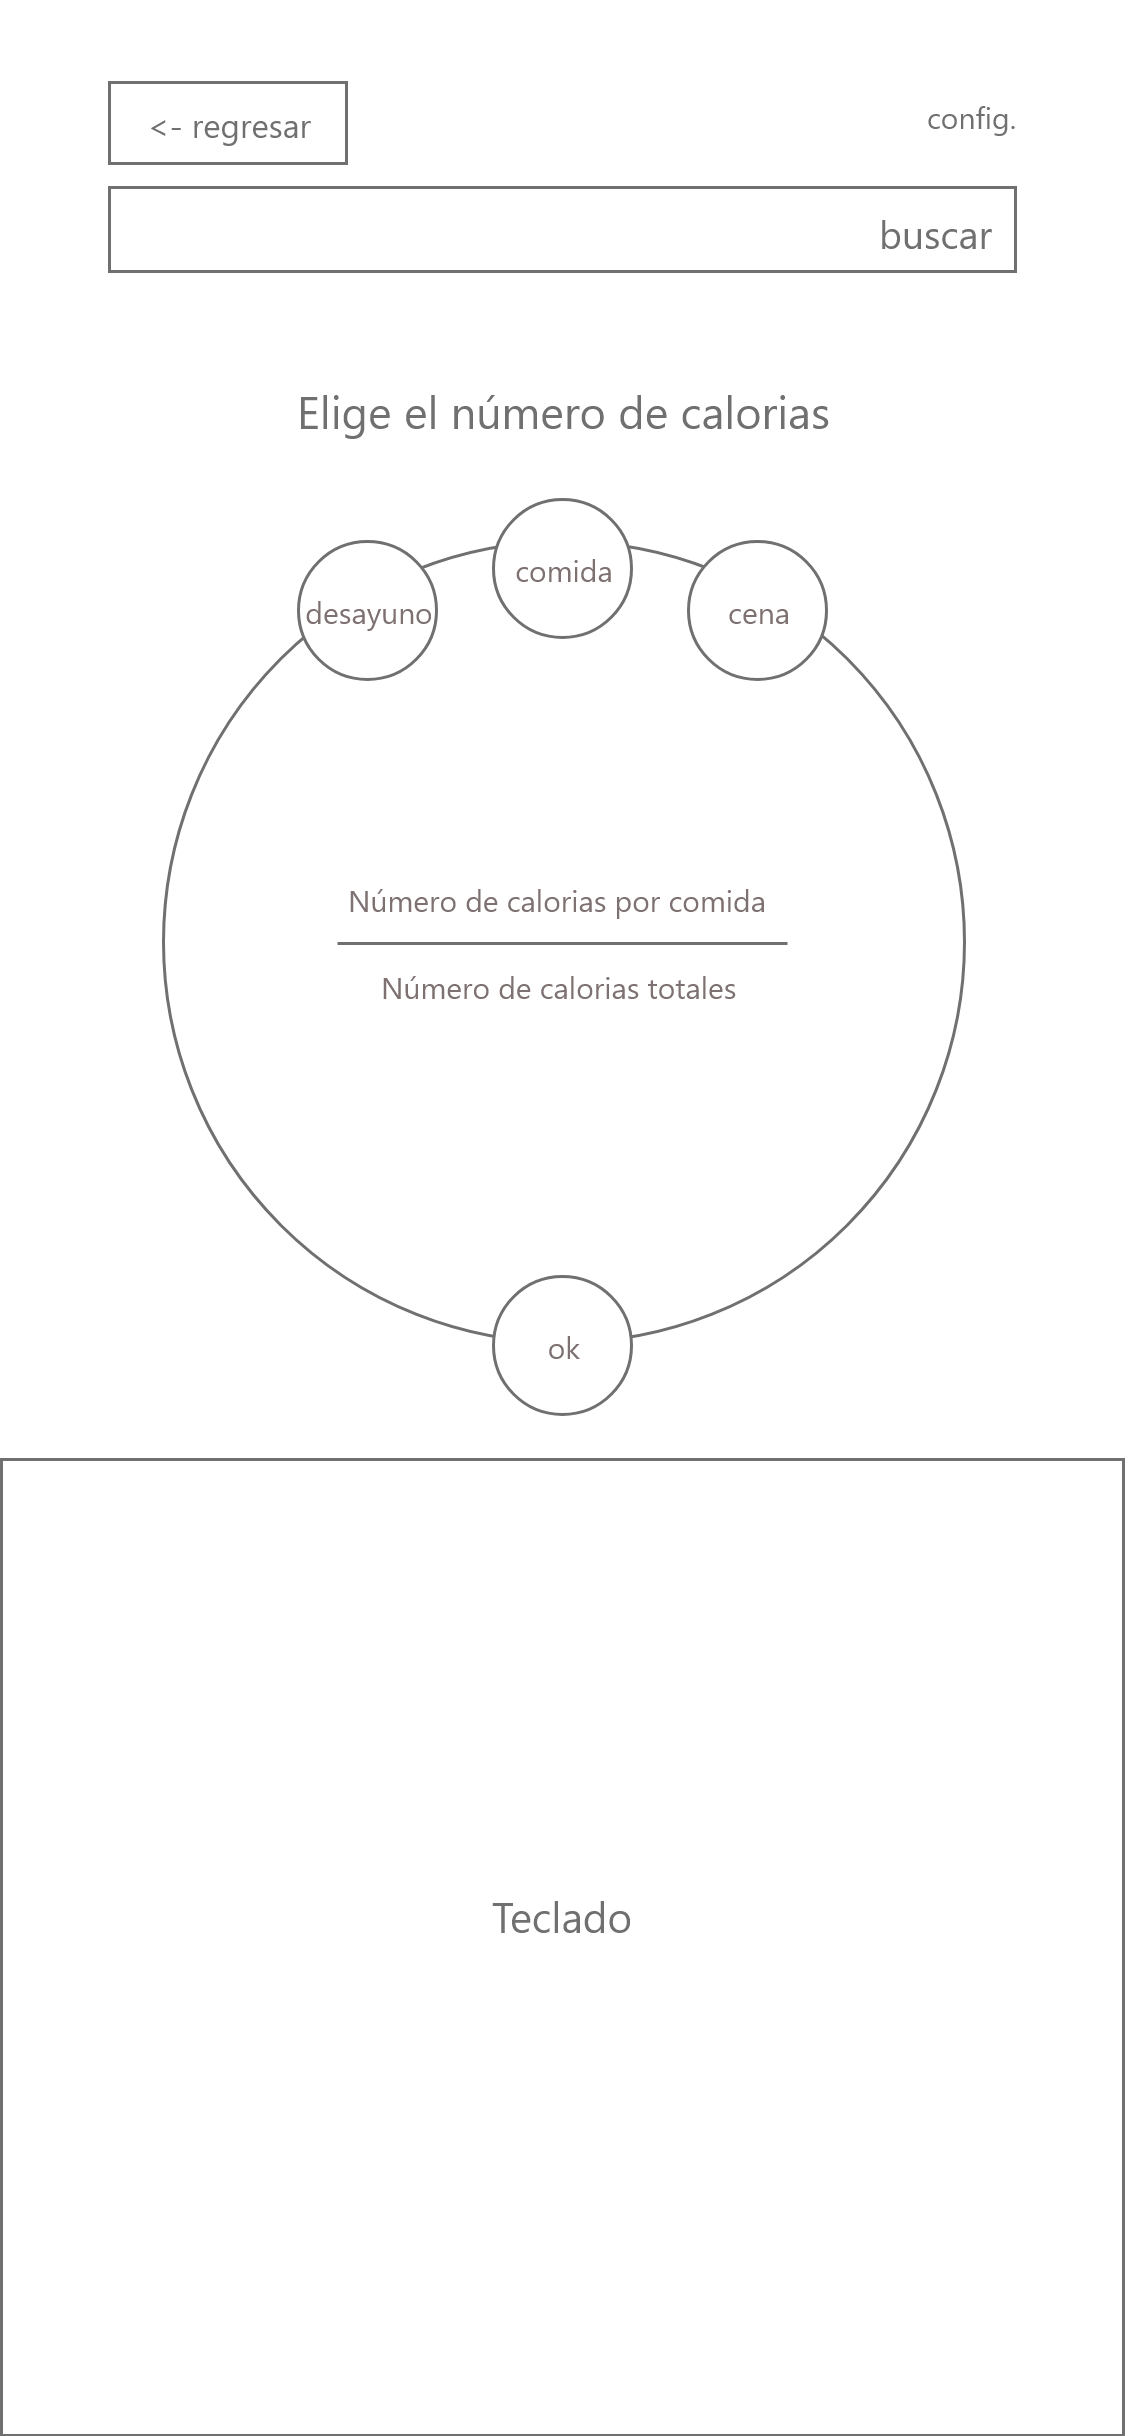 <- regresar
config.
buscar
Elige el número de calorias
desayuno
comida
cena
Número de calorias por comida
Número de calorias totales
ok
Teclado